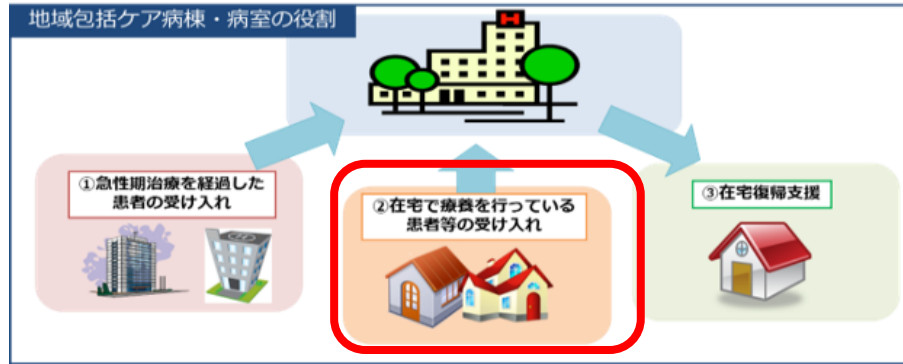 地域包括ケア病棟・病室の役割
H
①急性期治療を経過した
患者の受け入れ
②在宅で療養を行っている
患者等の受け入れ
③在宅復帰支援